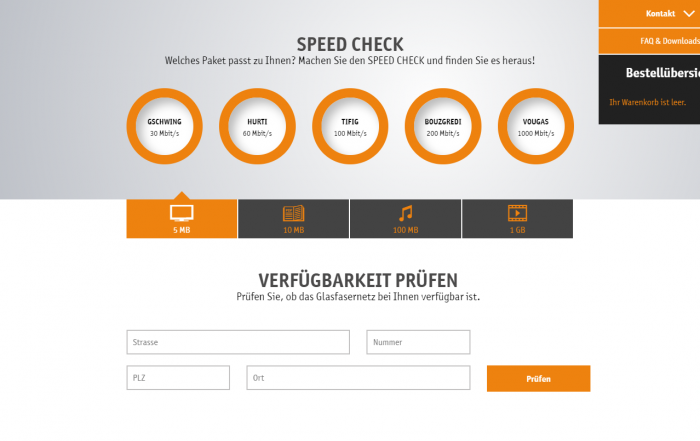 Kontakt
FAQ & Downloads
Bestellübersic
Ihr Warenkorb ist leer.
SPEED CHECK
Welches Paket passt zu Ihnen? Machen Sie den SPEED CHECK und finden Sie es heraus!
GSCHWING
30 Mbit/s
HURTI
60 Mbit/s
TIFIG
100 Mbit/s
BOUZGREDI
200 Mbit/s
VOUGAS
1000 Mbit/s
5 MB
10 MB
100 MB
1 GB
VERFÜGBARKEIT PRÜFEN
Prüfen Sie, ob das Glasfasernetz bei Ihnen verfügbar ist.
Strasse
Nummer
PLZ
Ort
Prüfen